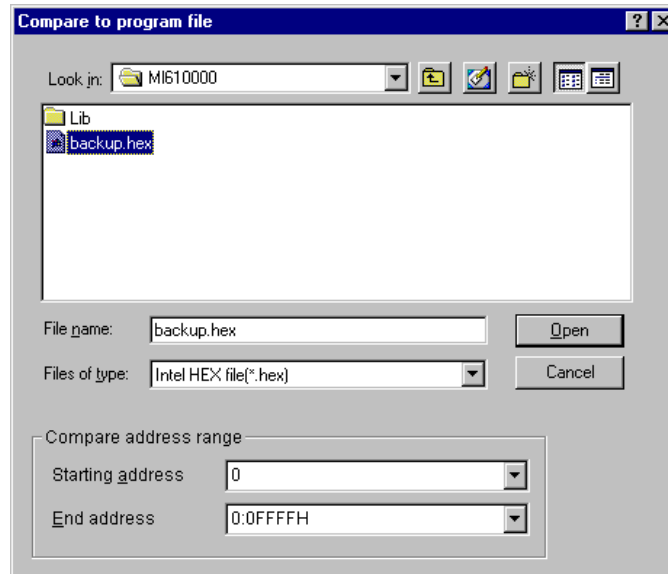 Compare to program file
Look in: MI610000
Lib
backup.hex
File name: backup.hex Open
Files of type: Intel HEX file(*.hex) Cancel
Compare address range
Starting address 0
End address 0:0FFFFH